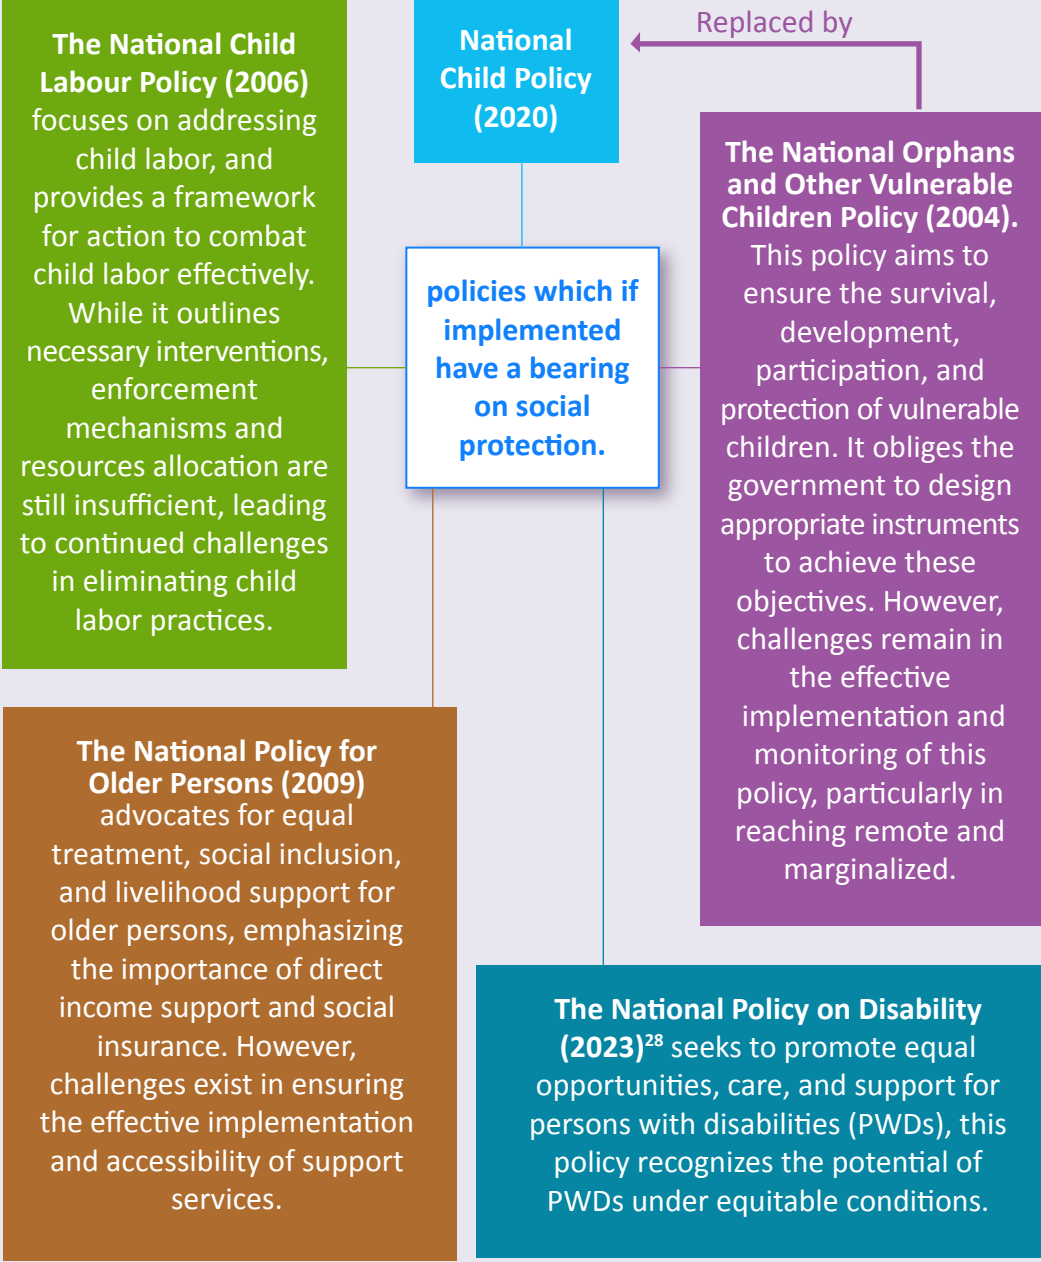 The National Child
Labour Policy (2006)
focuses on addressing
child labor, and
provides a framework
for action to combat
child labor effectively.
While it outlines
necessary interventions,
enforcement
mechanisms and
resources allocation are
still insufficient, leading
to continued challenges
in eliminating child
labor practices.
National
Child Policy
(2020)
Replaced by
The National Orphans
and Other Vulnerable
Children Policy (2004).
This policy aims to
ensure the survival,
development,
participation, and
protection of vulnerable
children. It obliges the
government to design
appropriate instruments
to achieve these
objectives. However,
challenges remain in
the effective
implementation and
monitoring of this
policy, particularly in
reaching remote and
marginalized.
policies which if
implemented
have a bearing
on social
protection.
The National Policy for
Older Persons (2009)
advocates for equal
treatment, social inclusion,
and livelihood support for
older persons, emphasizing
the importance of direct
income support and social
insurance. However,
challenges exist in ensuring
the effective implementation
and accessibility of support
services.
The National Policy on Disability
(2023)28 seeks to promote equal
opportunities, care, and support for
persons with disabilities (PWDs), this
policy recognizes the potential of
PWDs under equitable conditions.